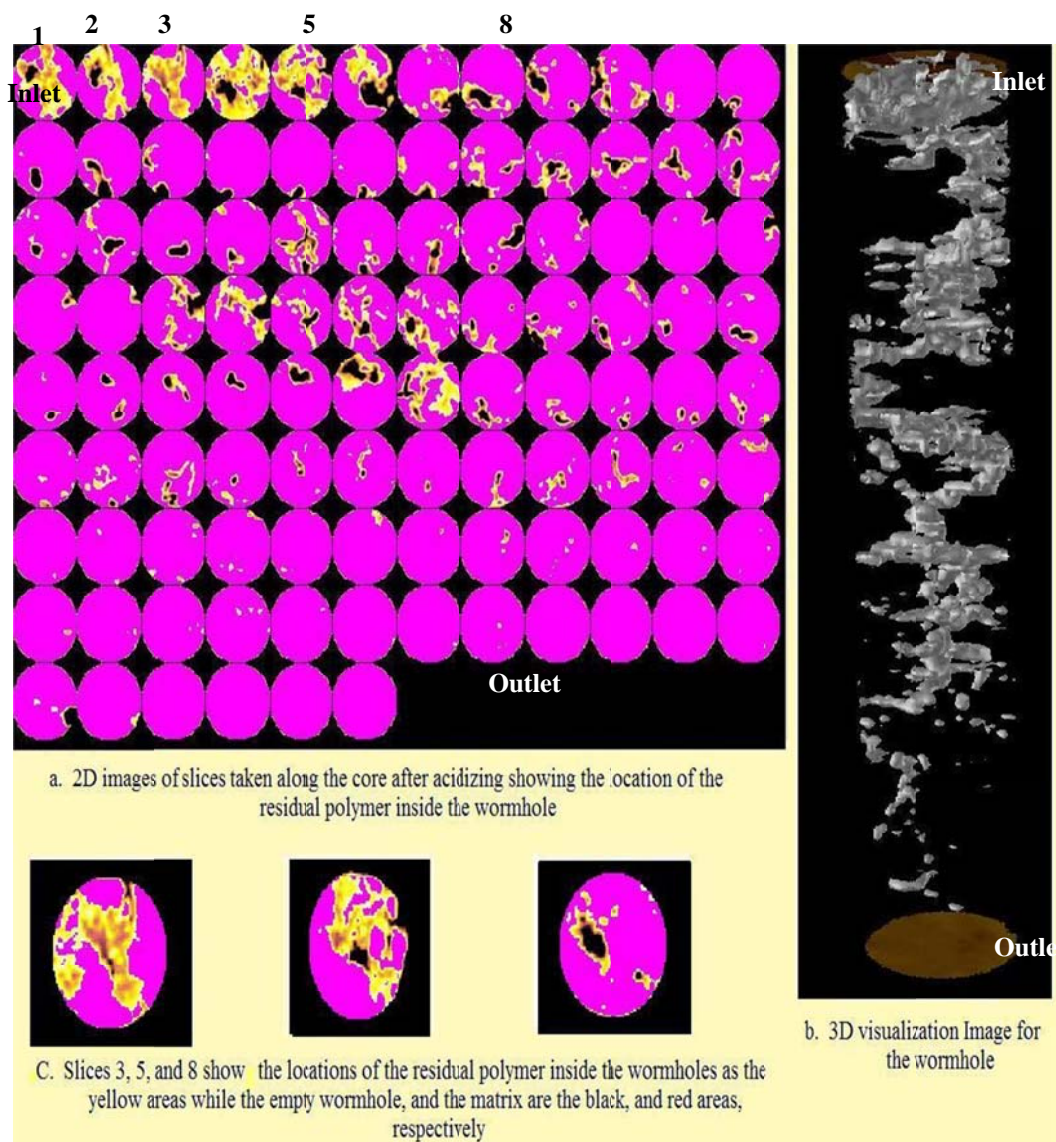 1 2 3 5 8
Inlet
Inlet
Outlet
Outle
a. 2D images of slices taken along the core after acidizing showing the location of the
residual polymer inside the wormhole
b. 3D visualization Image for
the wormhole
C. Slices 3, 5, and 8 show the locations of the residual polymer inside the wormholes as the
yellow areas while the empty wormhole, and the matrix are the black, and red areas,
respectively